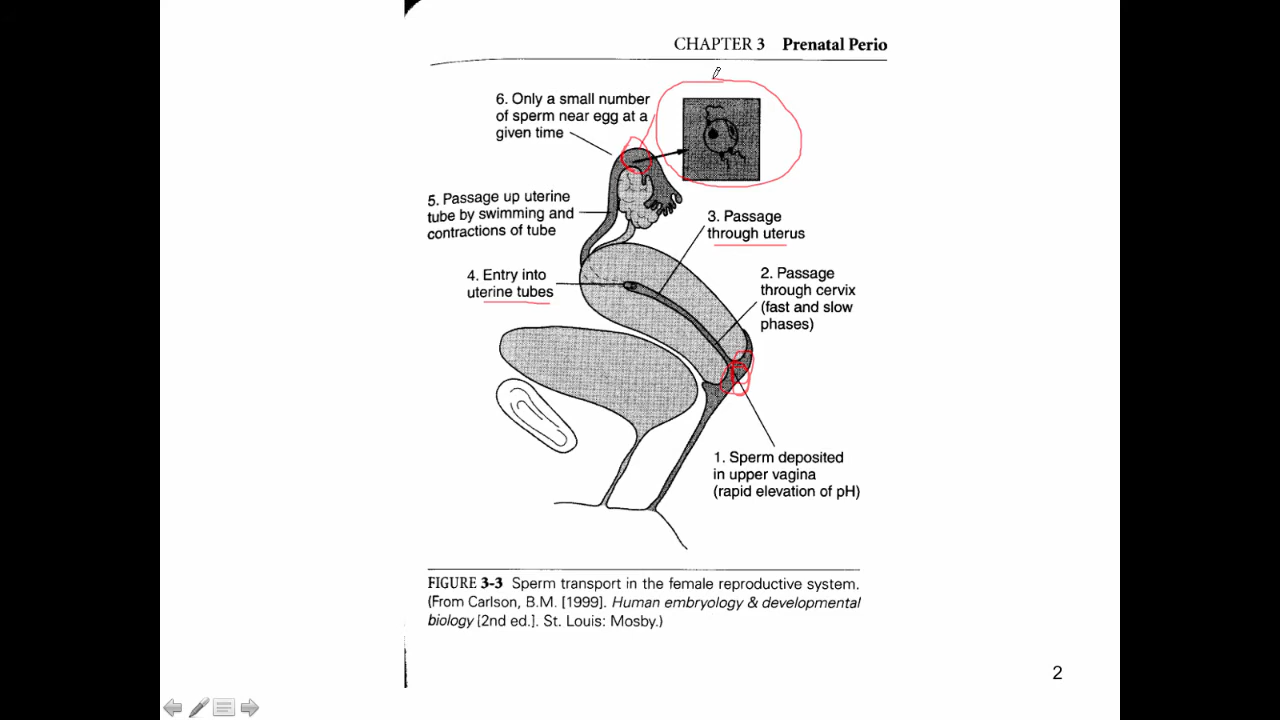 CHAPTER 3 Prenatal Perio
6. Only a small number
of sperm near egg at a
given time
5. Passage up uterine
tube by swimming and
contractions of tube
3. Passage
through uterus
4. Entry into
uterine tubes
2. Passage
through cervix
(fast and slow
phases)
1. Sperm deposited
in upper vagina
(rapid elevation of pH)
FIGURE 3-3 Sperm transport in the female reproductive system.
(From Carlson, B.M. [1999]. Human embryology & developmental
biology [2nd ed.]. St. Louis: Mosby.)
2